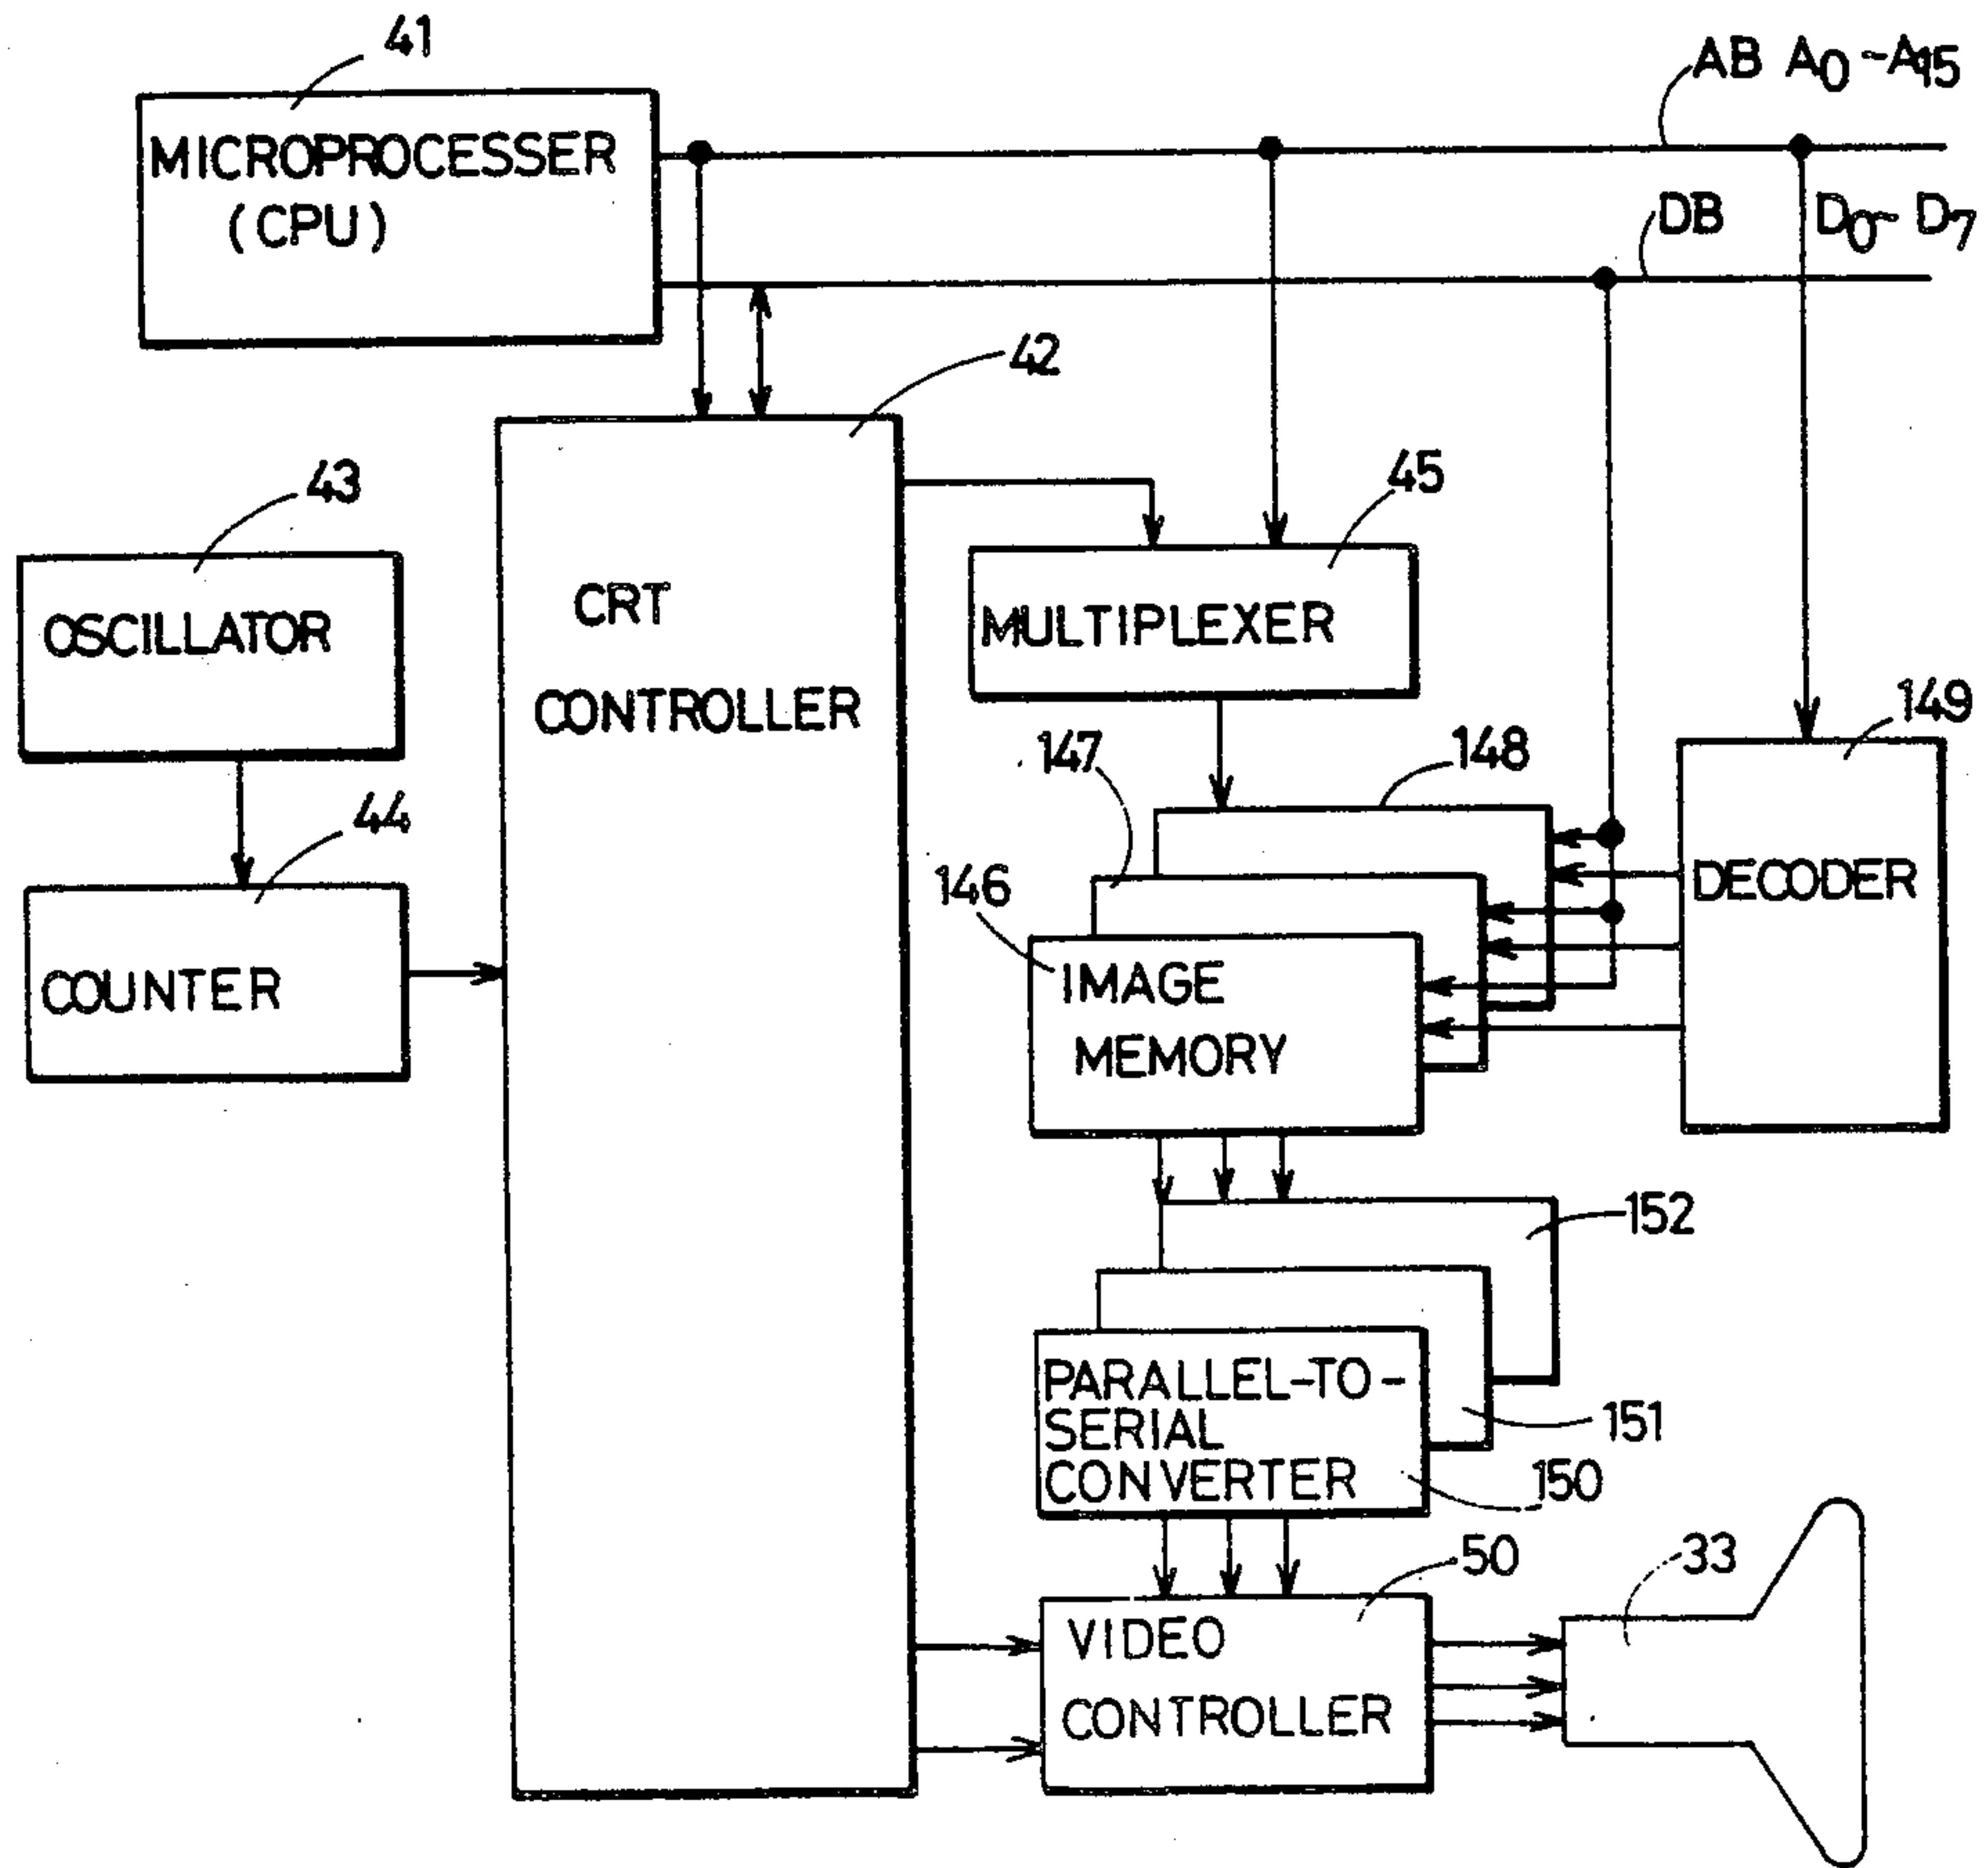 41
AB A0-A15
MICROPROCESSER
(CPU)
DB D0-D7
42
43
45
OSCILLATOR
CRT
CONTROLLER
MULTIPLEXER
149
147
148
44
146
DECODER
COUNTER
IMAGE
MEMORY
152
PARALLEL-TO-
SERIAL
CONVERTER
151
150
50
33
VIDEO
CONTROLLER